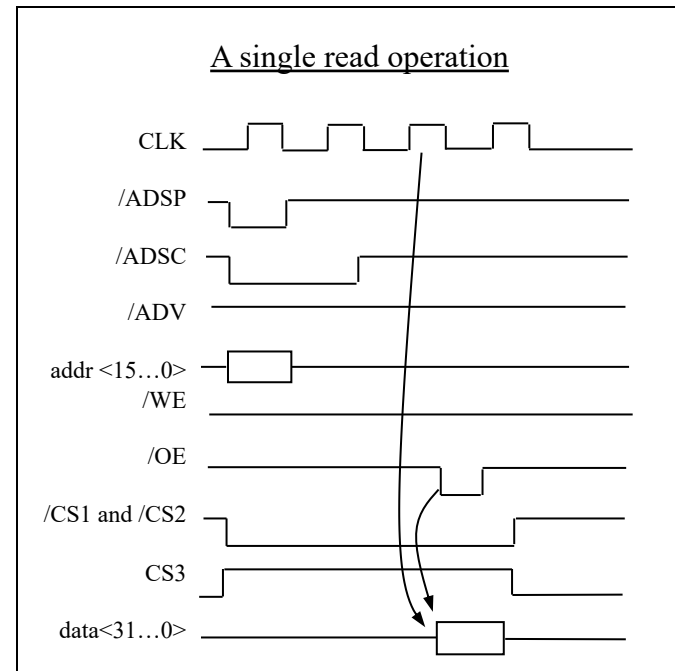 A single read operation
CLK
/ADSP
/ADSC
/ADV
addr <15…0>
/WE
/OE
/CS1 and /CS2
CS3
data<31…0>